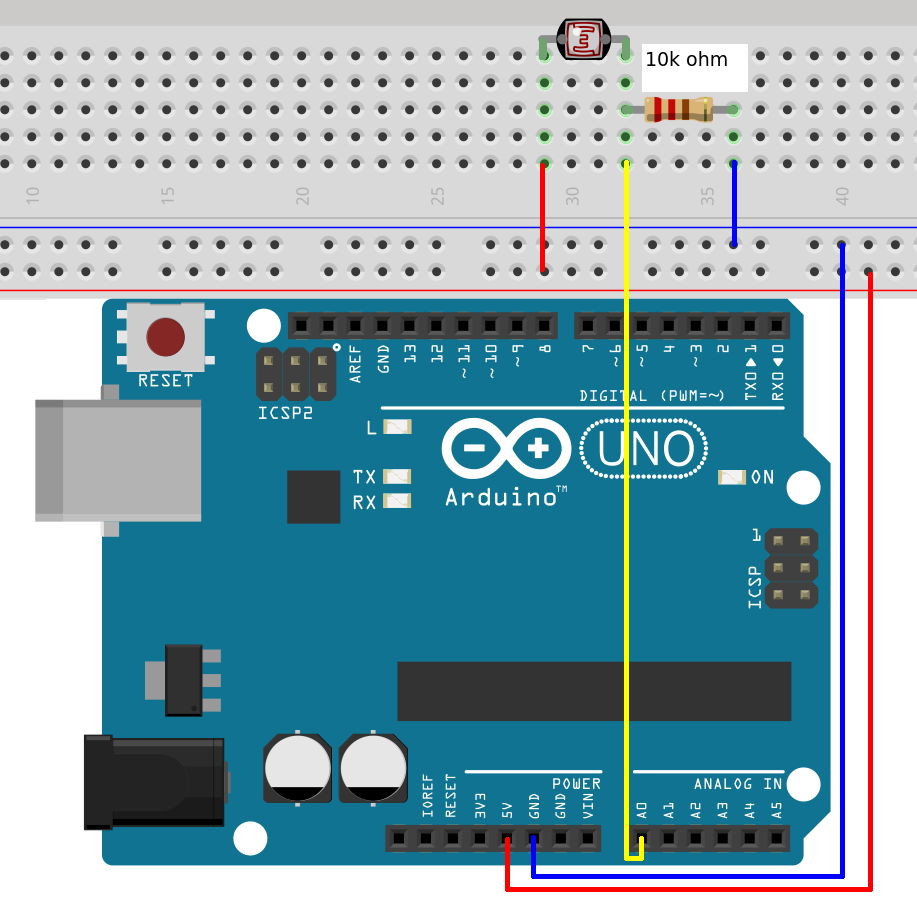 10k ohm
10
15
20
25
30
35
40
RESET
ICSP2
AREF
GND
13
12
~11
~10
~9
8
7
~6
~5
4
~3
2
TX0▶1
RX0◀0
DIGITAL (PWM=~)
L
TX
RX
UNO
ON
Arduino™
1
ICSP
POWER
ANALOG IN
IOREF
RESET
3V3
5V
GND
GND
VIN
A0
A1
A2
A3
A4
A5